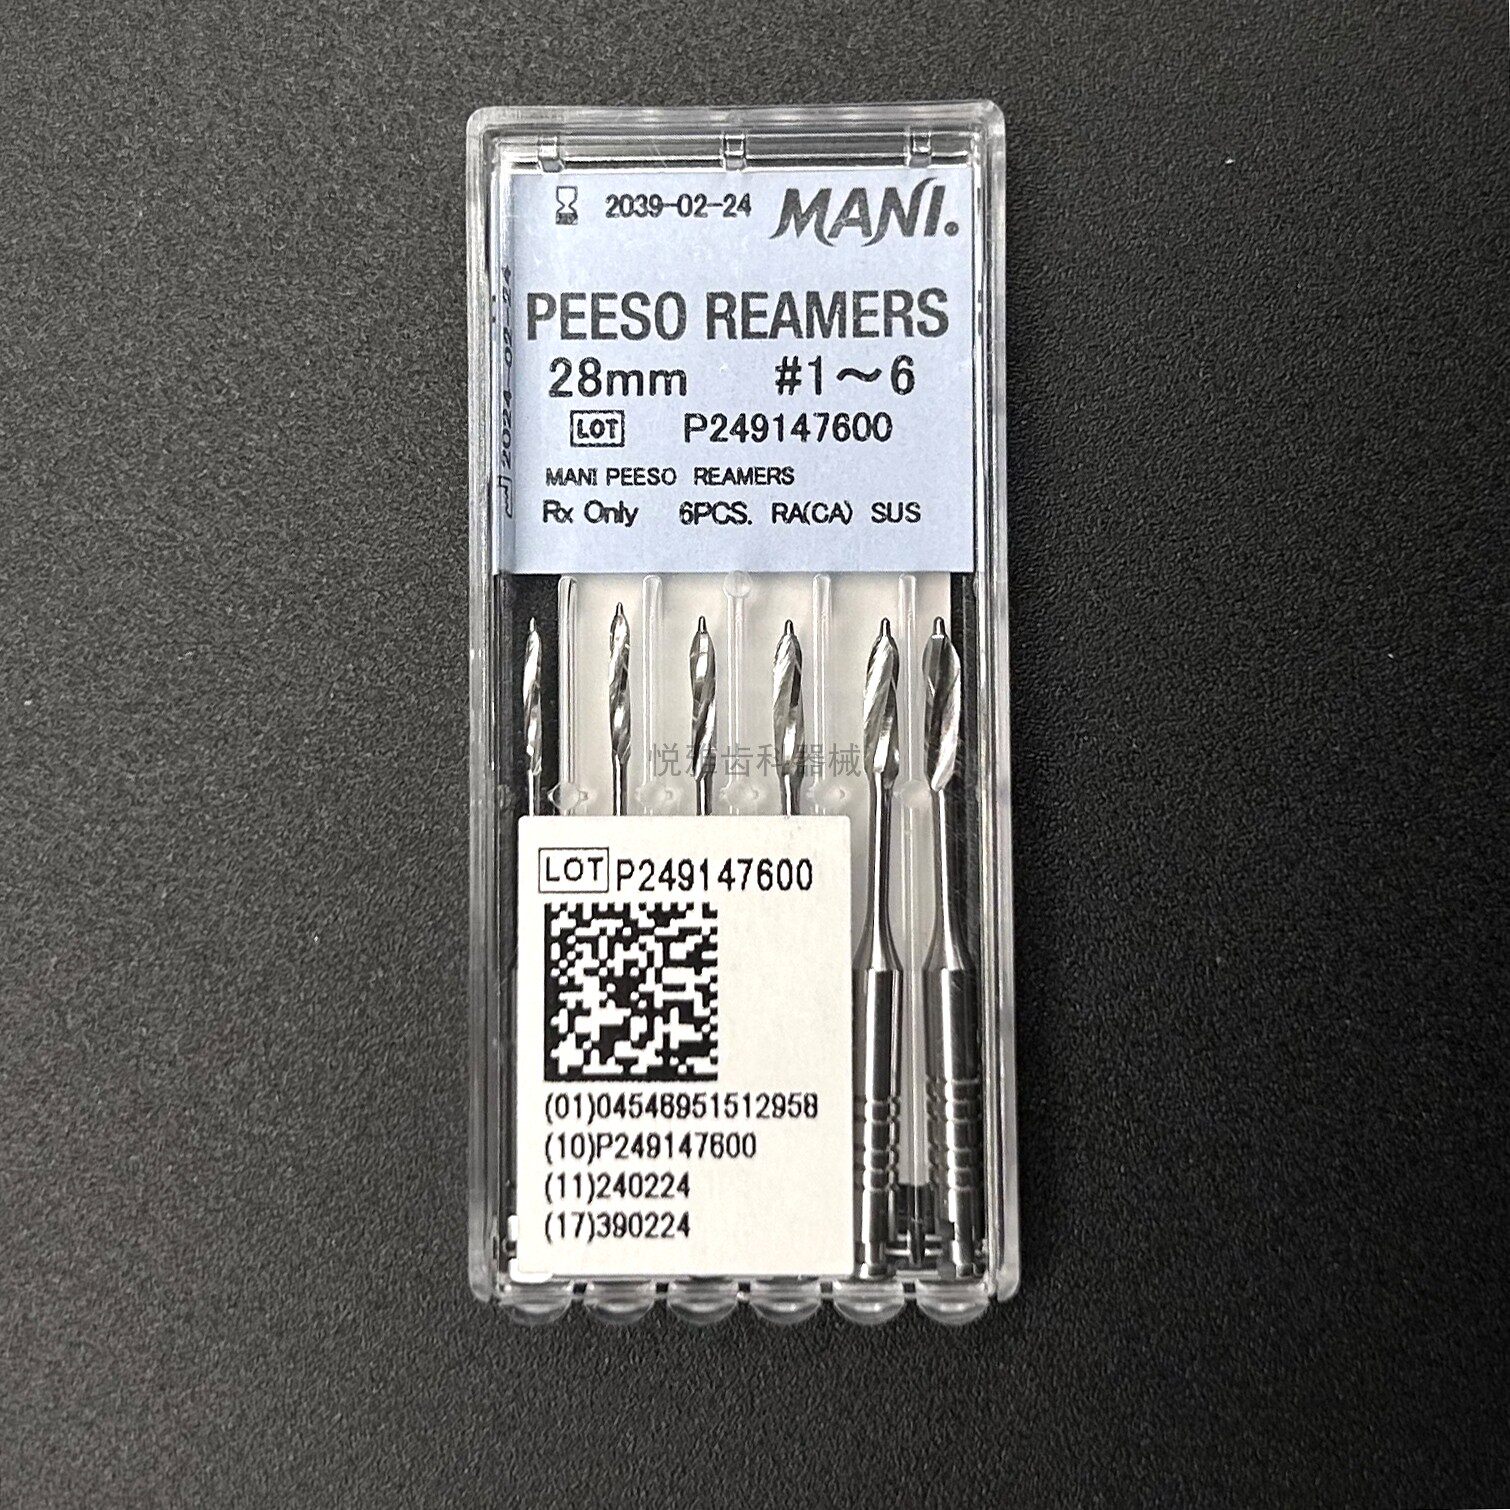 2039-02-24 MANI.
PEESO REAMERS
28mm #1～6
LOT P249147600
MANI PEESO REAMERS
Rx Only 6PCS. RA(CA) SUS
2024-02-24
悦雅齿科器械
LOT P249147600
(01)04546951512958
(10)P249147600
(11)240224
(17)390224